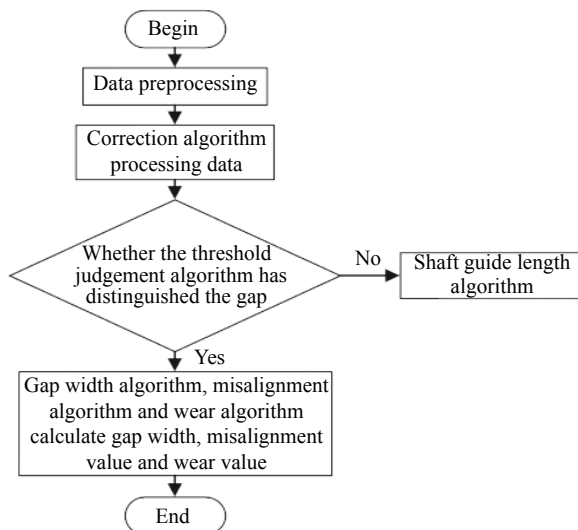 Begin
Data preprocessing
Correction algorithm
processing data
Whether the threshold
judgement algorithm has
distinguished the gap
No
Shaft guide length
algorithm
Yes
Gap width algorithm, misalignment
algorithm and wear algorithm
calculate gap width, misalignment
value and wear value
End